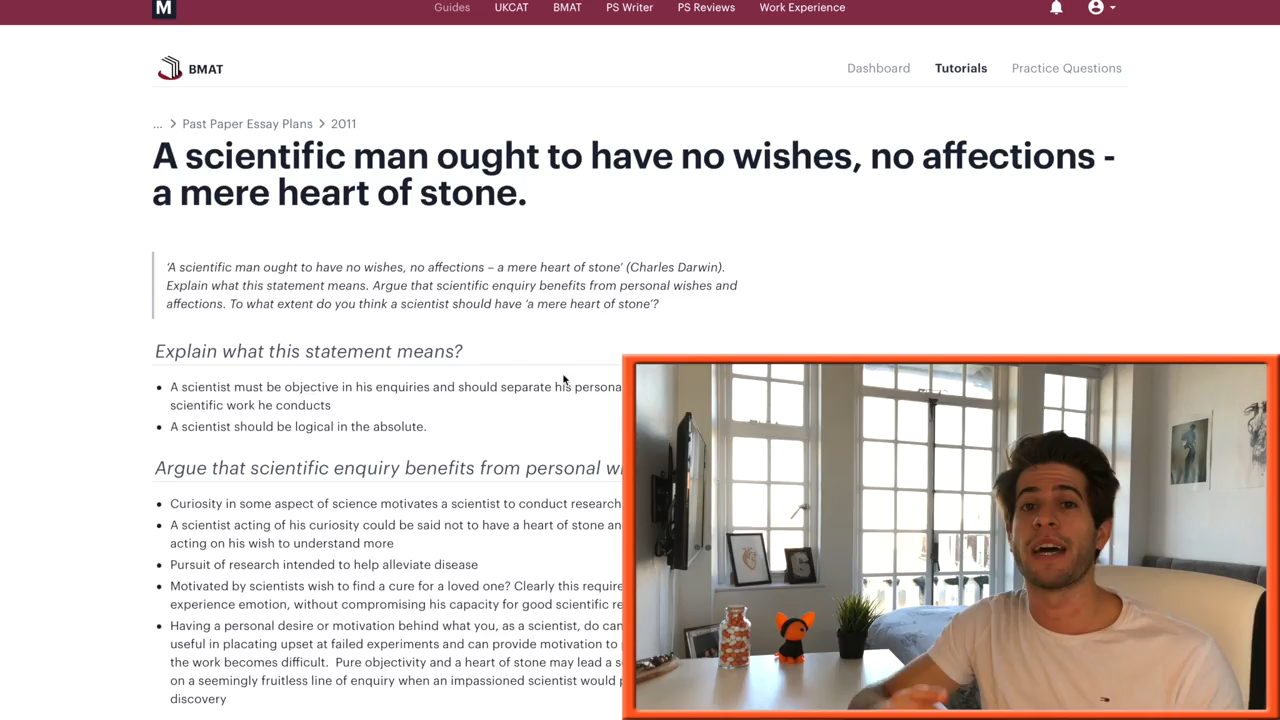 M Guides UKCAT BMAT PS Writer PS Reviews Work Experience
BMAT Dashboard Tutorials Practice Questions
... > Past Paper Essay Plans > 2011
A scientific man ought to have no wishes, no affections -
a mere heart of stone.
‘A scientific man ought to have no wishes, no affections – a mere heart of stone’ (Charles Darwin).
Explain what this statement means. Argue that scientific enquiry benefits from personal wishes and
affections. To what extent do you think a scientist should have ‘a mere heart of stone’?
Explain what this statement means?
• A scientist must be objective in his enquiries and should separate his persona
scientific work he conducts
• A scientist should be logical in the absolute.
Argue that scientific enquiry benefits from personal wi
• Curiosity in some aspect of science motivates a scientist to conduct research
• A scientist acting of his curiosity could be said not to have a heart of stone an
acting on his wish to understand more
• Pursuit of research intended to help alleviate disease
• Motivated by scientists wish to find a cure for a loved one? Clearly this require
experience emotion, without compromising his capacity for good scientific re
• Having a personal desire or motivation behind what you, as a scientist, do can
useful in placating upset at failed experiments and can provide motivation to
the work becomes difficult. Pure objectivity and a heart of stone may lead a s
on a seemingly fruitless line of enquiry when an impassioned scientist would p
discovery